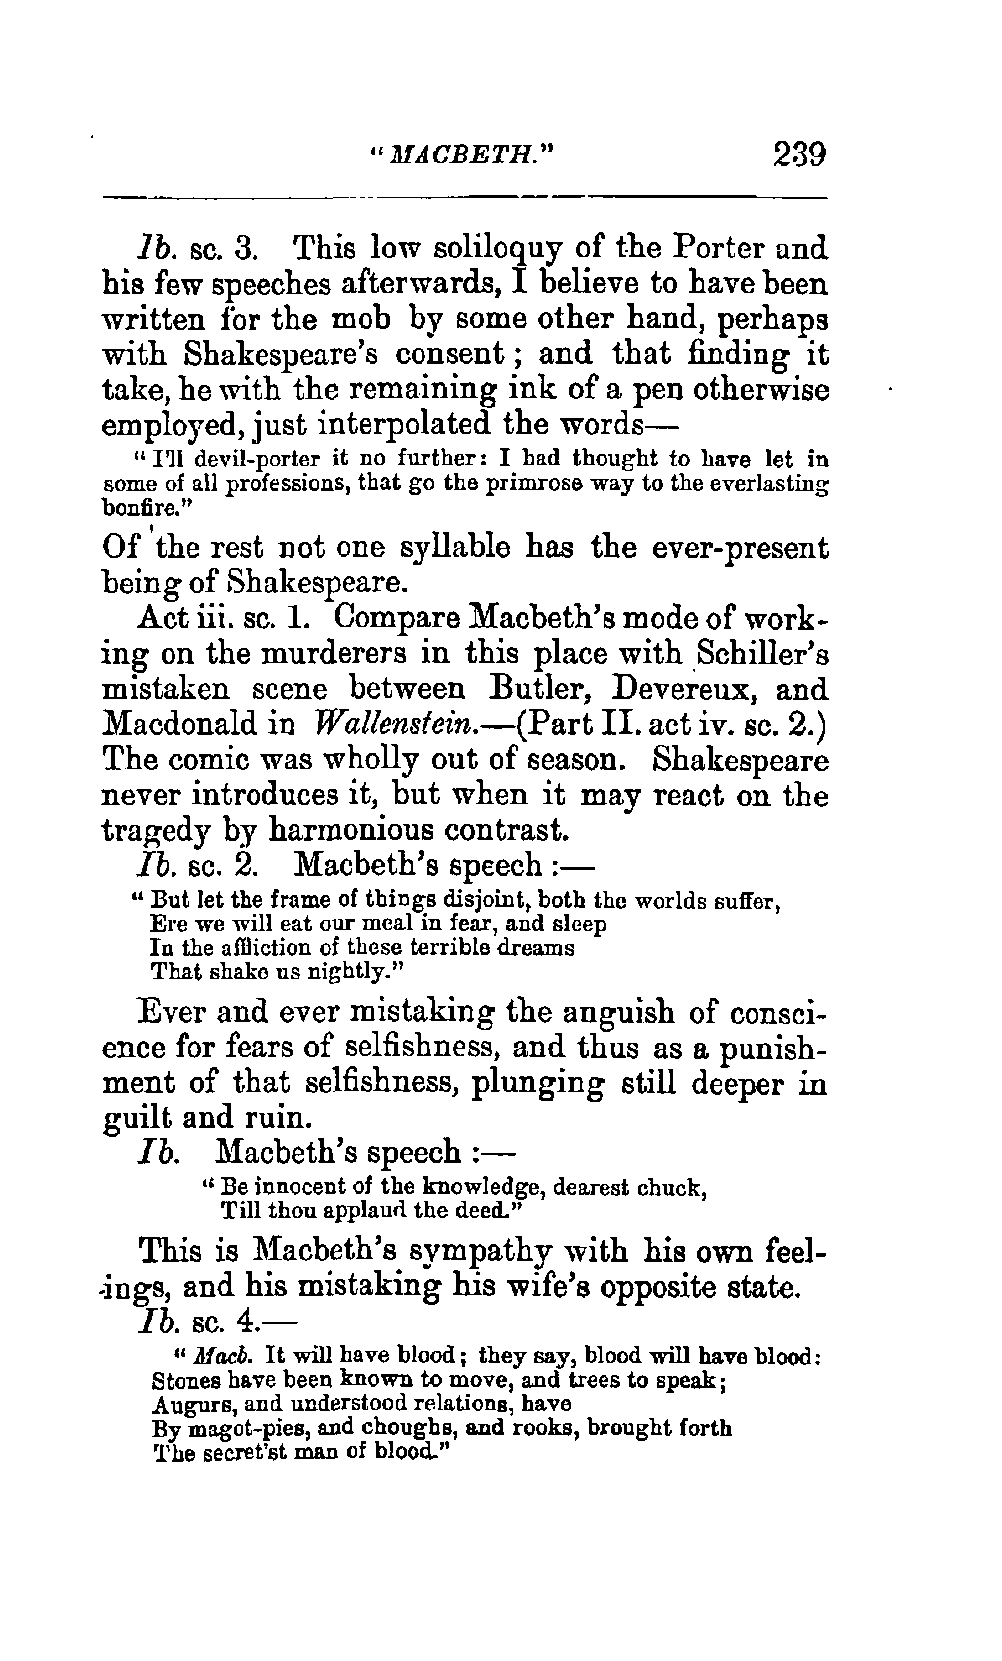 "MACBETH." 239
Ib. sc. 3. This low soliloquy of the Porter and
his few speeches afterwards, I believe to have been
written for the mob by some other hand, perhaps
with Shakespeare's consent; and that finding it
take, he with the remaining ink of a pen otherwise
employed, just interpolated the words—
"I'll devil-porter it no further: I had thought to have let in
some of all professions, that go the primrose way to the everlasting
bonfire."
Of the rest not one syllable has the ever-present
being of Shakespeare.
Act iii. sc. 1. Compare Macbeth's mode of work-
ing on the murderers in this place with Schiller's
mistaken scene between Butler, Devereux, and
Macdonald in Wallenstein.—(Part II. act iv. sc. 2.)
The comic was wholly out of season. Shakespeare
never introduces it, but when it may react on the
tragedy by harmonious contrast.
Ib. sc. 2. Macbeth's speech:—
"But let the frame of things disjoint, both the worlds suffer,
Ere we will eat our meal in fear, and sleep
In the affliction of these terrible dreams
That shake us nightly."
Ever and ever mistaking the anguish of consci-
ence for fears of selfishness, and thus as a punish-
ment of that selfishness, plunging still deeper in
guilt and ruin.
Ib. Macbeth's speech:—
"Be innocent of the knowledge, dearest chuck,
Till thou applaud the deed."
This is Macbeth's sympathy with his own feel-
ings, and his mistaking his wife's opposite state.
Ib. sc. 4.—
"Macb. It will have blood; they say, blood will have blood:
Stones have been known to move, and trees to speak;
Augurs, and understood relations, have
By magot-pies, and choughs, and rooks, brought forth
The secret'st man of blood."